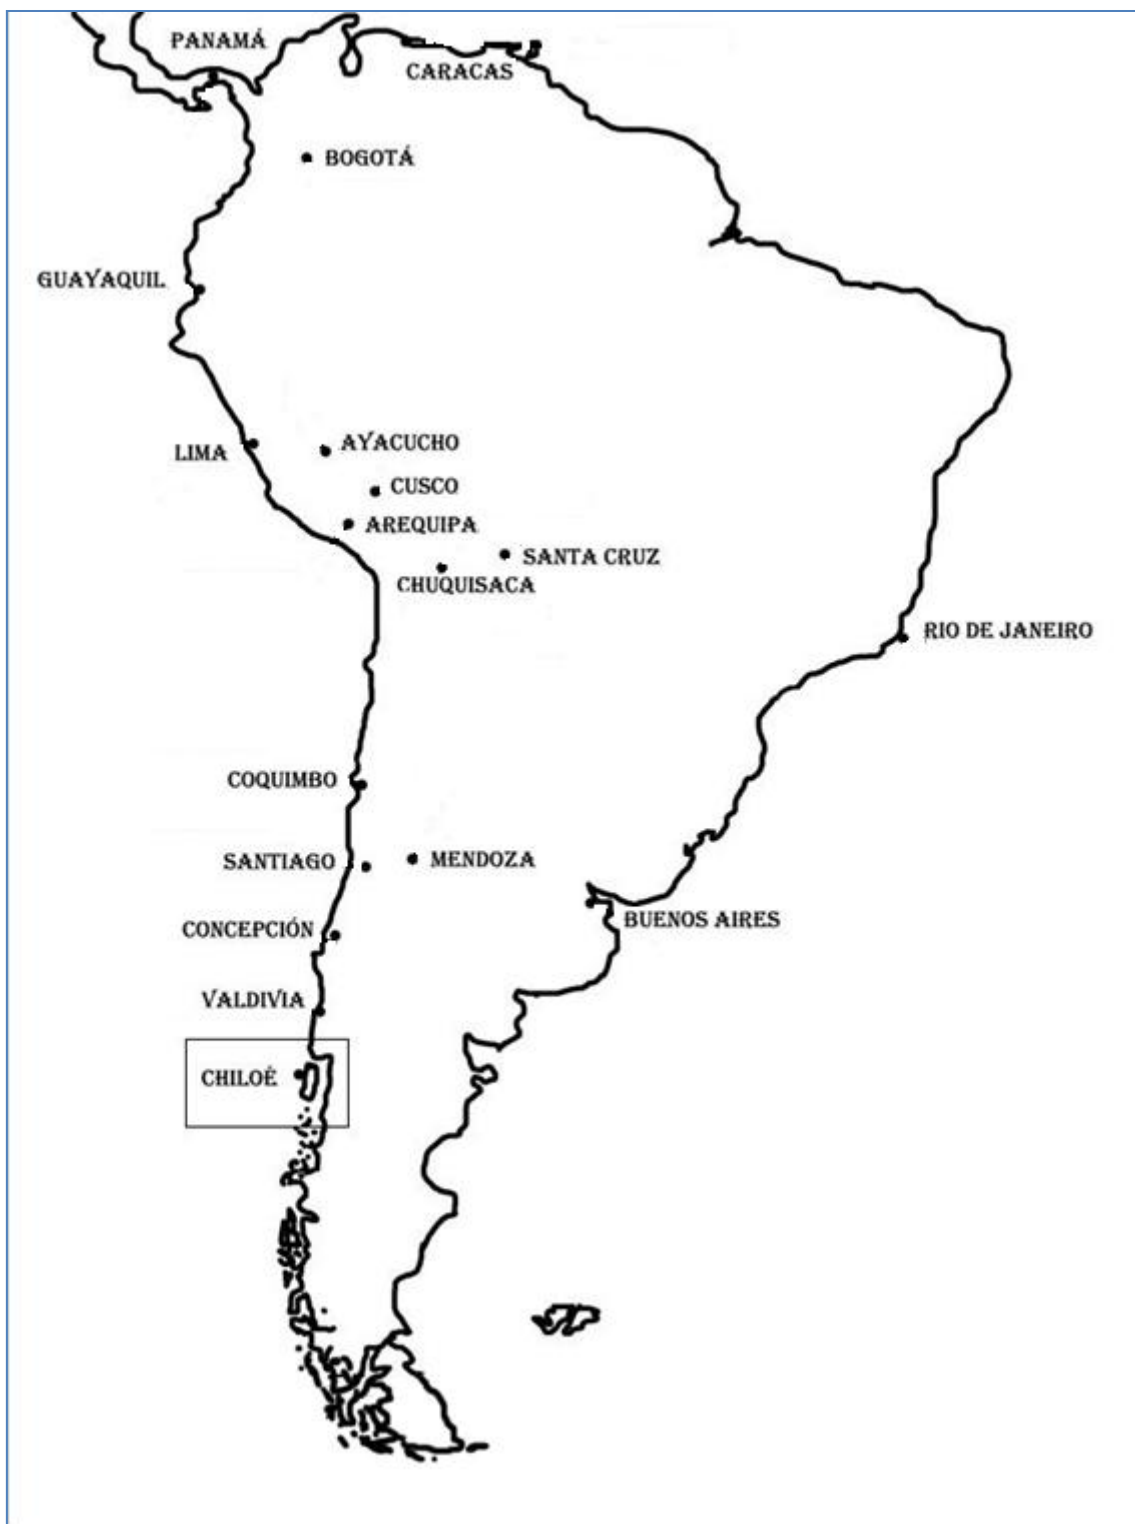 PANAMÁ
CARACAS
BOGOTÁ
GUAYAQUIL
AYACUCHO
LIMA
CUSCO
AREQUIPA
SANTA CRUZ
CHUQUISACA
RIO DE JANEIRO
COQUIMBO
SANTIAGO
MENDOZA
BUENOS AIRES
CONCEPCIÓN
VALDIVIA
CHILOÉ